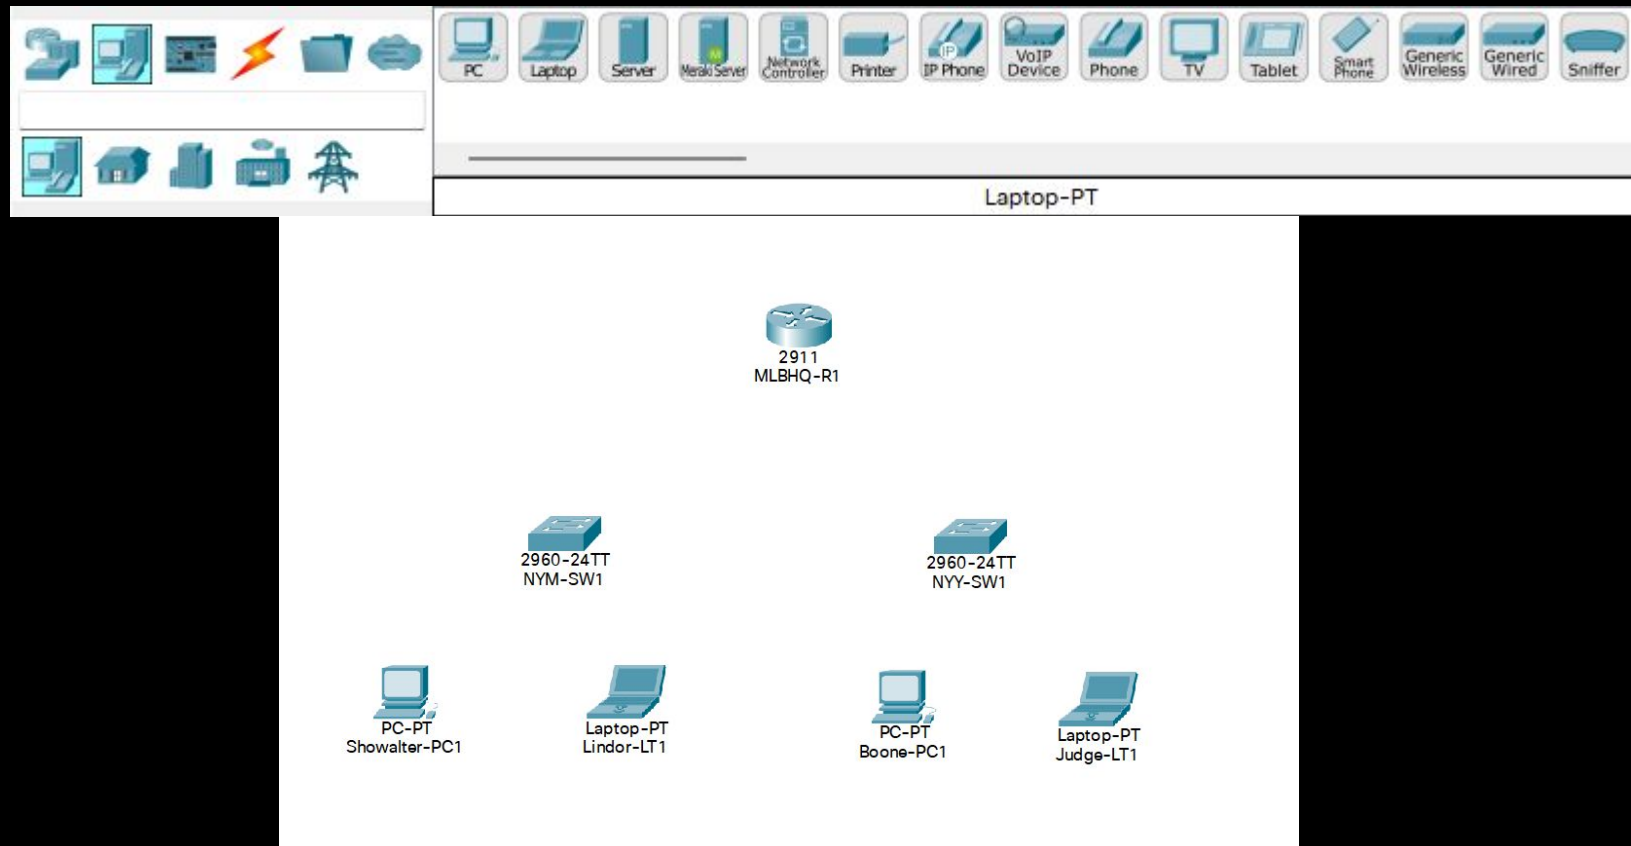 PC
Laptop
Server
M
Meraki Server
Network
Controller
Printer
IP
IP Phone
VoIP
Device
Phone
TV
Tablet
Smart
Phone
Generic
Wireless
Generic
Wired
Sniffer
Laptop-PT
2911
MLBHQ-R1
2960-24TT
NYM-SW1
2960-24TT
NYY-SW1
PC-PT
Showalter-PC1
Laptop-PT
Lindor-LT1
PC-PT
Boone-PC1
Laptop-PT
Judge-LT1